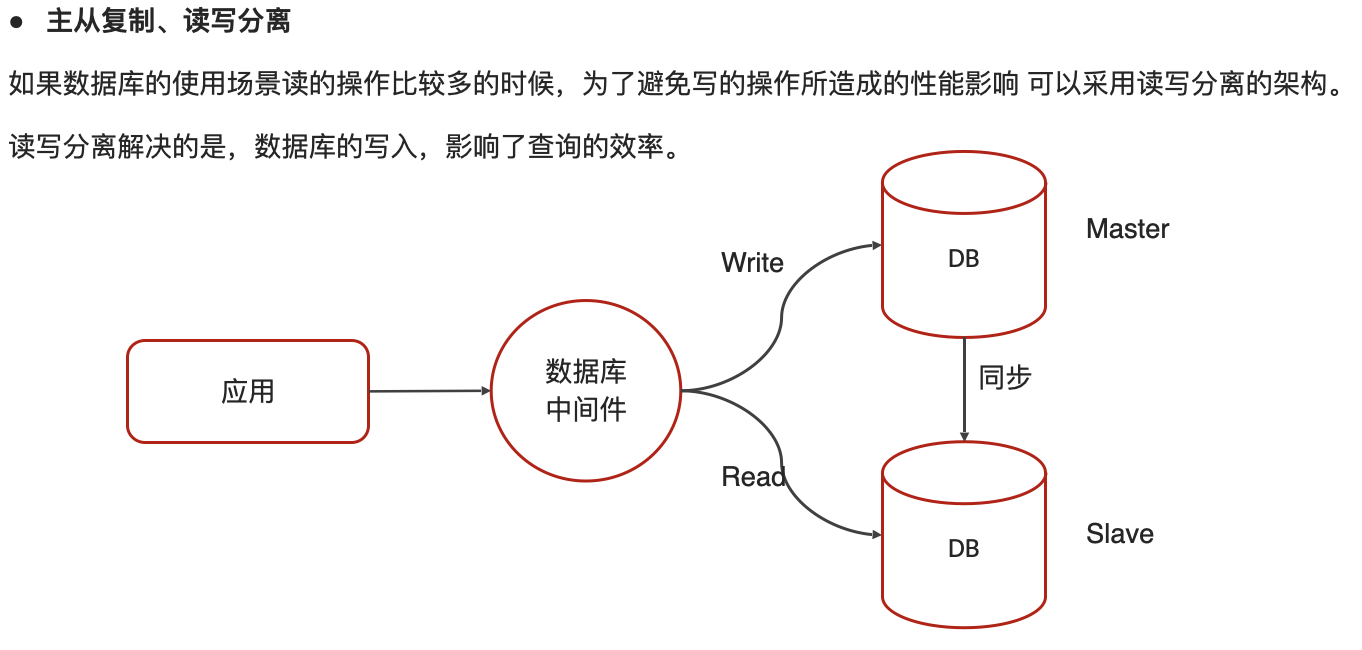 ● 主从复制、读写分离
如果数据库的使用场景读的操作比较多的时候，为了避免写的操作所造成的性能影响 可以采用读写分离的架构。
读写分离解决的是，数据库的写入，影响了查询的效率。
Master
Write
DB
应用
数据库
中间件
同步
Read
Slave
DB